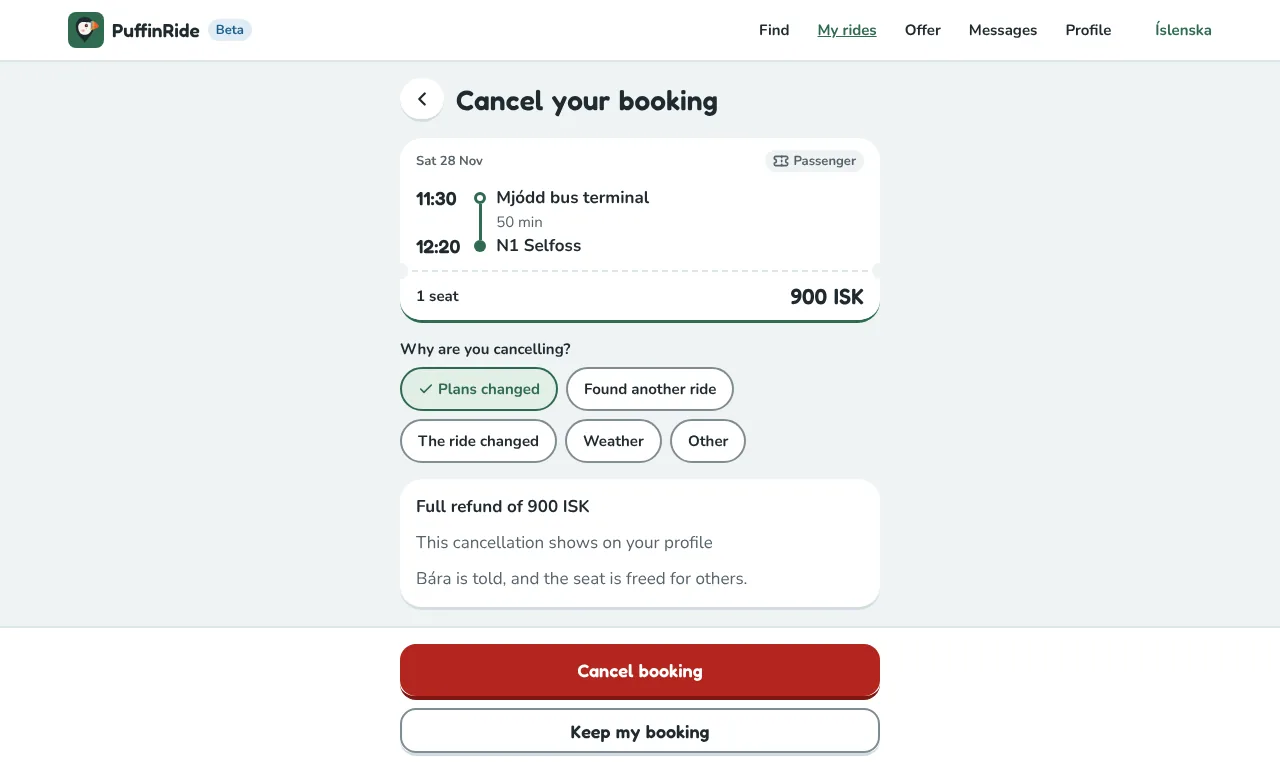 PuffinRide Beta Find My rides Offer Messages Profile Íslenska
Cancel your booking
Sat 28 Nov Passenger
11:30 Mjódd bus terminal
50 min
12:20 N1 Selfoss
1 seat 900 ISK
Why are you cancelling?
Plans changed Found another ride
The ride changed Weather Other
Full refund of 900 ISK
This cancellation shows on your profile
Bára is told, and the seat is freed for others.
Cancel booking
Keep my booking